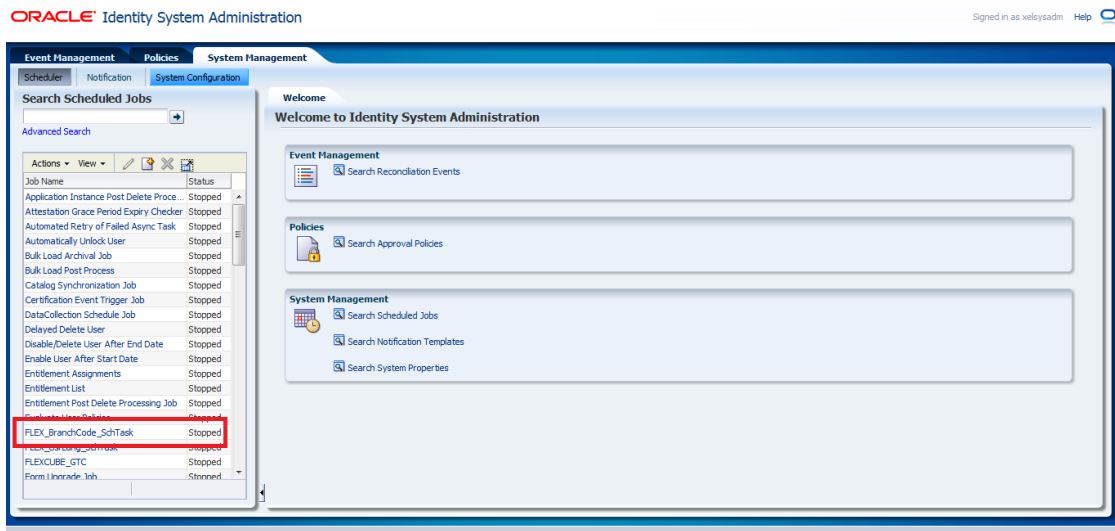 ORACLE Identity System Administration
Signed in as xelsysadm Help
Event Management Policies System Management
Scheduler Notification System Configuration
Search Scheduled Jobs
Advanced Search
Actions View
Job Name Status
Application Instance Post Delete Proce... Stopped
Attestation Grace Period Expiry Checker Stopped
Automated Retry of Failed Async Task Stopped
Automatically Unlock User Stopped
Bulk Load Archival Job Stopped
Bulk Load Post Process Stopped
Catalog Synchronization Job Stopped
Certification Event Trigger Job Stopped
DataCollection Schedule Job Stopped
Delayed Delete User Stopped
Disable/Delete User After End Date Stopped
Enable User After Start Date Stopped
Entitlement Assignments Stopped
Entitlement List Stopped
Entitlement Post Delete Processing Job Stopped
Evaluate User Policies Stopped
FLEX_BranchCode_SchTask Stopped
FLEX_UsrLang_SchTask Stopped
FLEXCUBE_GTC Stopped
Form Upgrade Job Stopped
Welcome
Welcome to Identity System Administration
Event Management
Search Reconciliation Events
Policies
Search Approval Policies
System Management
Search Scheduled Jobs
Search Notification Templates
Search System Properties